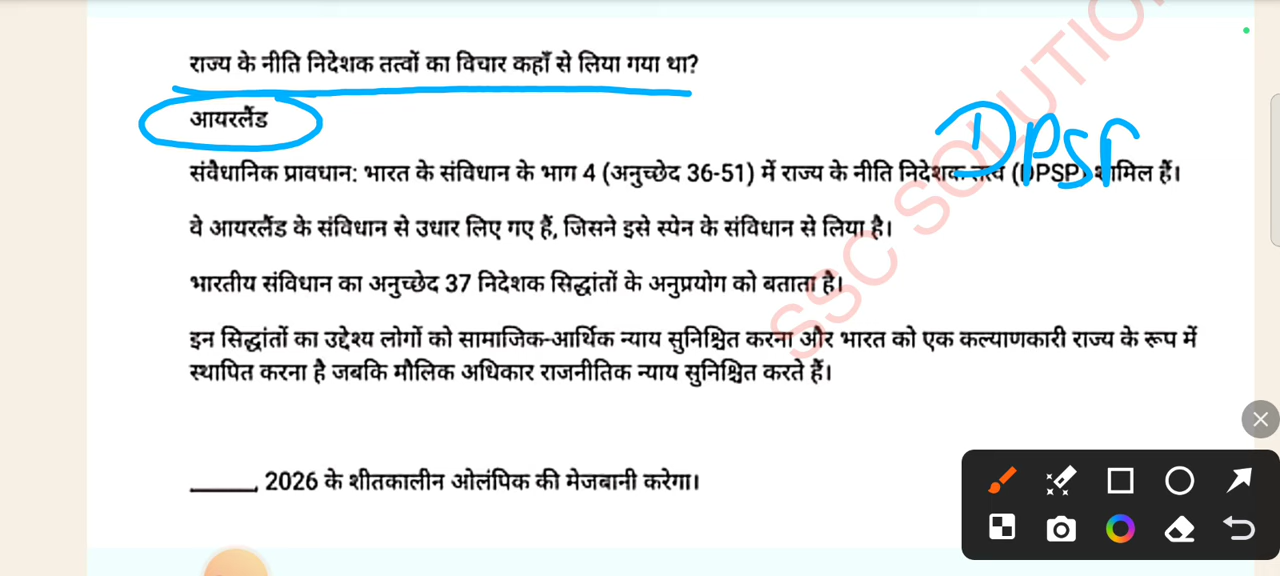 राज्य के नीति निदेशक तत्वों का विचार कहाँ से लिया गया था?
आयरलैंड
DPSP
संवैधानिक प्रावधान: भारत के संविधान के भाग 4 (अनुच्छेद 36-51) में राज्य के नीति निदेशक तत्व (DPSP) शामिल हैं।
वे आयरलैंड के संविधान से उधार लिए गए हैं, जिसने इसे स्पेन के संविधान से लिया है।
भारतीय संविधान का अनुच्छेद 37 निदेशक सिद्धांतों के अनुप्रयोग को बताता है।
इन सिद्धांतों का उद्देश्य लोगों को सामाजिक-आर्थिक न्याय सुनिश्चित करना और भारत को एक कल्याणकारी राज्य के रूप में
स्थापित करना है जबकि मौलिक अधिकार राजनीतिक न्याय सुनिश्चित करते हैं।
_____, 2026 के शीतकालीन ओलंपिक की मेजबानी करेगा।
SSC SOLUTION